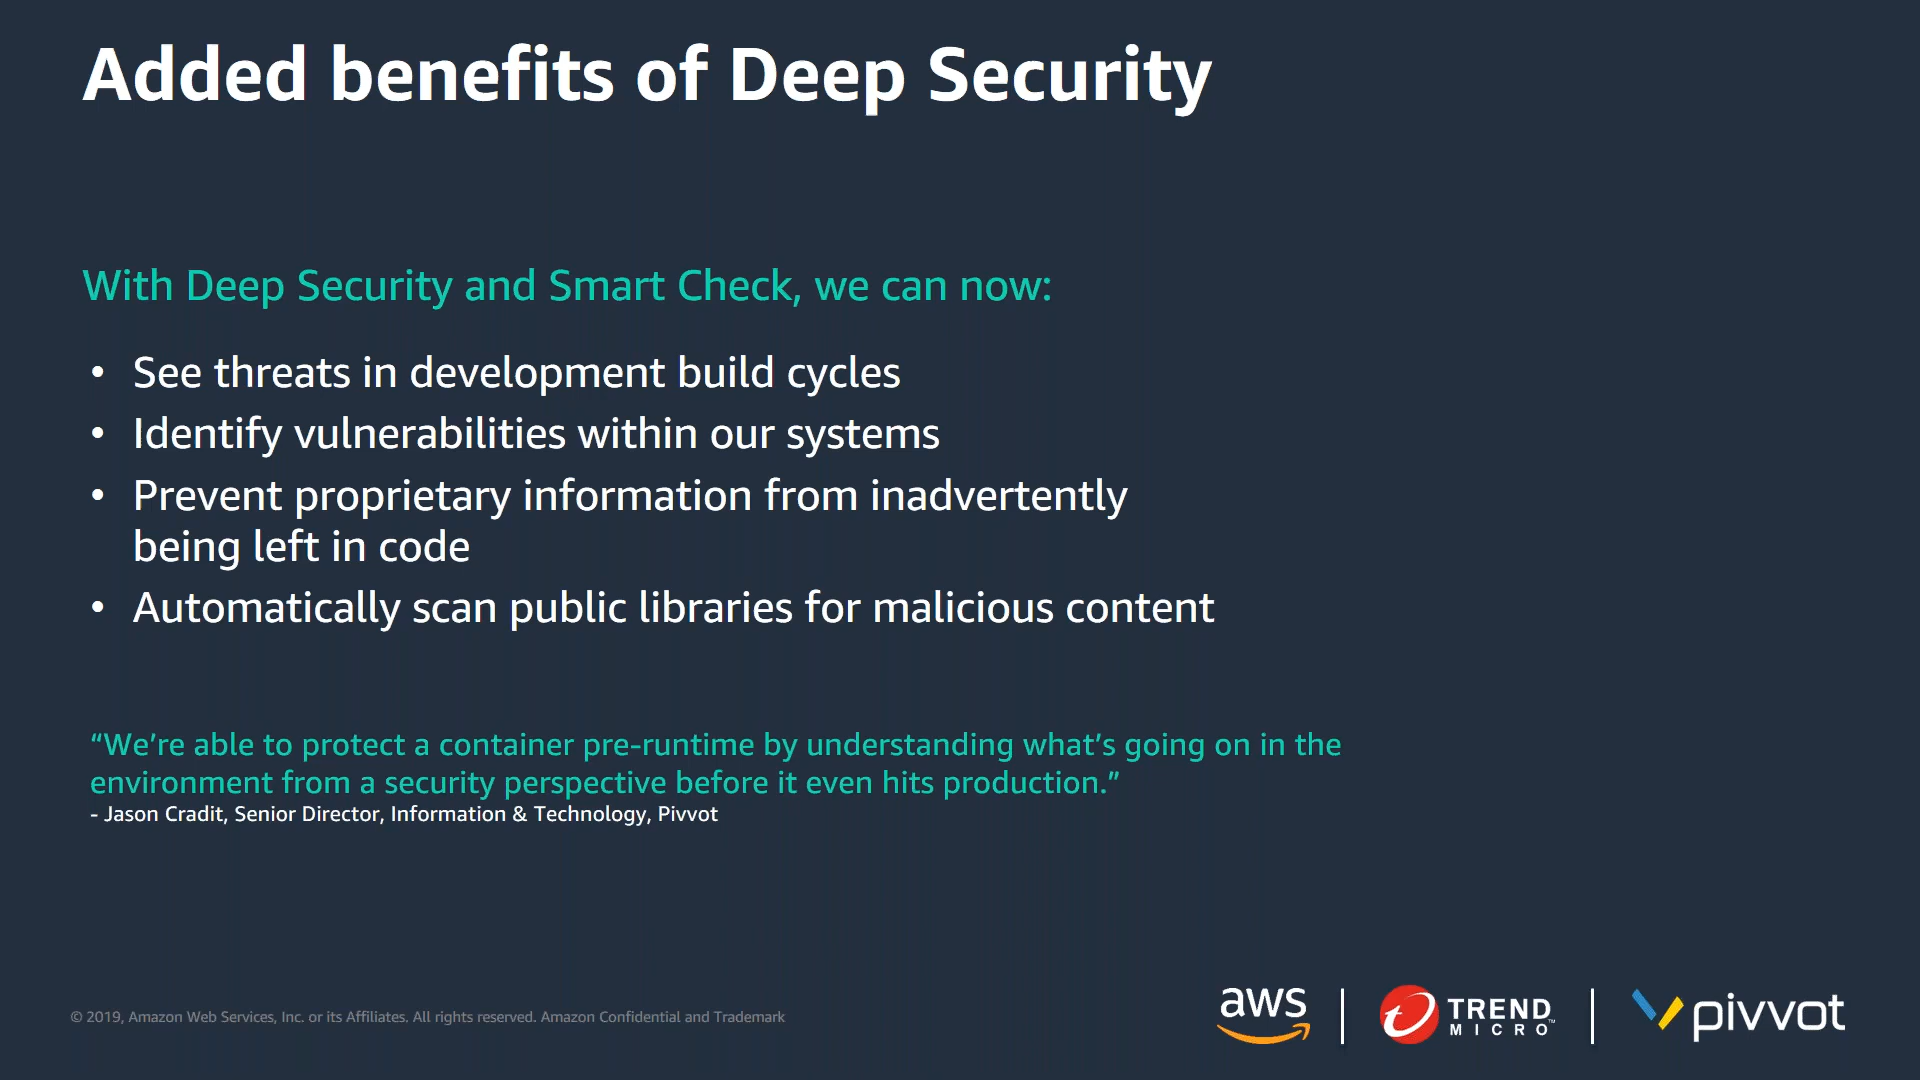 Added benefits of Deep Security
With Deep Security and Smart Check, we can now:
• See threats in development build cycles
• Identify vulnerabilities within our systems
• Prevent proprietary information from inadvertently
being left in code
• Automatically scan public libraries for malicious content
“We’re able to protect a container pre-runtime by understanding what’s going on in the
environment from a security perspective before it even hits production.”
- Jason Cradit, Senior Director, Information & Technology, Pivvot
© 2019, Amazon Web Services, Inc. or its Affiliates. All rights reserved. Amazon Confidential and Trademark
aws
TREND
MICRO™
pivvot